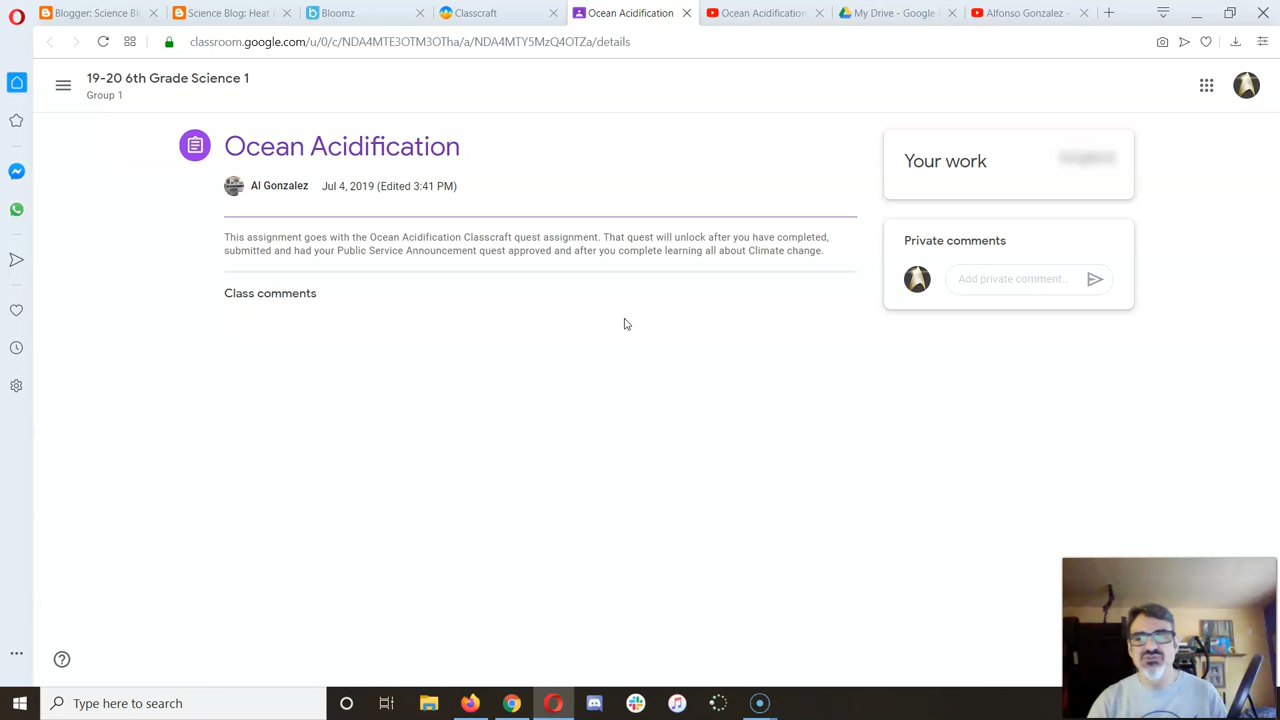 Blogger: Science Bl
Science Blog: Heat i
Bloomz
Classcraft
Ocean Acidification
Ocean Acidification
My Drive - Google
Alfonso Gonzalez -
classroom.google.com/u/0/c/NDA4MTE3OTM3OTha/a/NDA4MTY5MzQ4OTZa/details
19-20 6th Grade Science 1
Group 1
Ocean Acidification
Your work
Al Gonzalez Jul 4, 2019 (Edited 3:41 PM)
This assignment goes with the Ocean Acidification Classcraft quest assignment. That quest will unlock after you have completed,
submitted and had your Public Service Announcement quest approved and after you complete learning all about Climate change.
Private comments
Add private comment...
Class comments
Type here to search